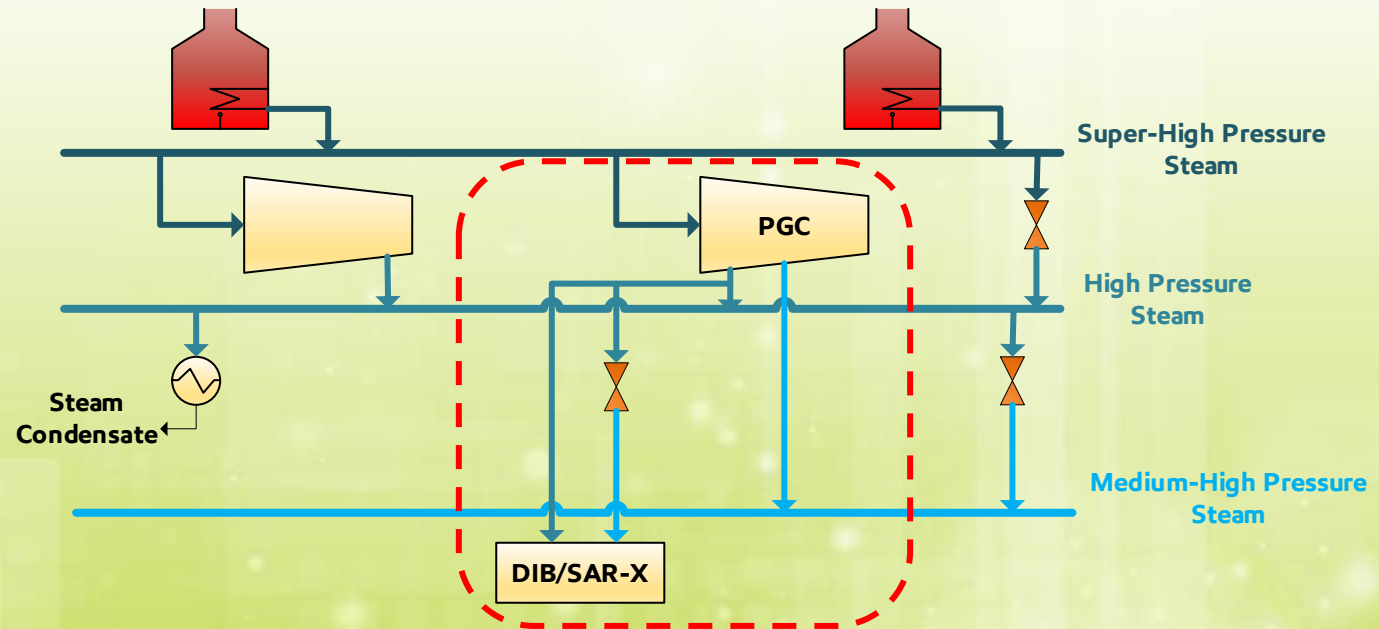 Super-High Pressure
Steam
PGC
High Pressure
Steam
Steam
Condensate
Medium-High Pressure
Steam
DIB/SAR-X